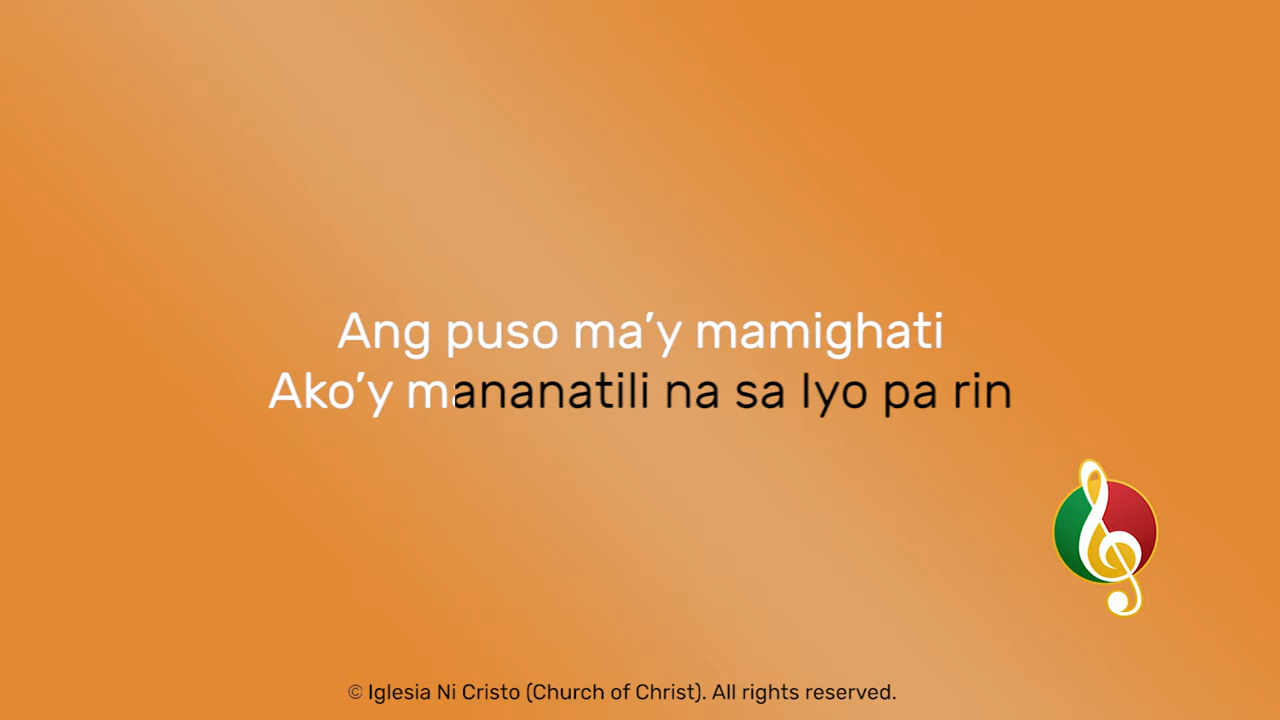 Ang puso ma’y mamighati
Ako’y mananatili na sa Iyo pa rin
© Iglesia Ni Cristo (Church of Christ). All rights reserved.